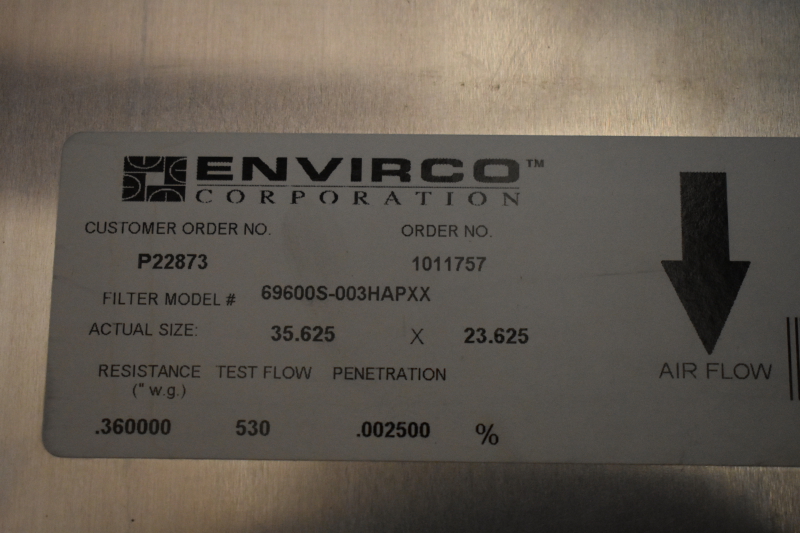 ENVIRCO™
CORPORATION
CUSTOMER ORDER NO. ORDER NO.
P22873 1011757
FILTER MODEL # 69600S-003HAPXX
ACTUAL SIZE: 35.625 X 23.625
RESISTANCE TEST FLOW PENETRATION
(" w.g.)
.360000 530 .002500 %
AIR FLOW